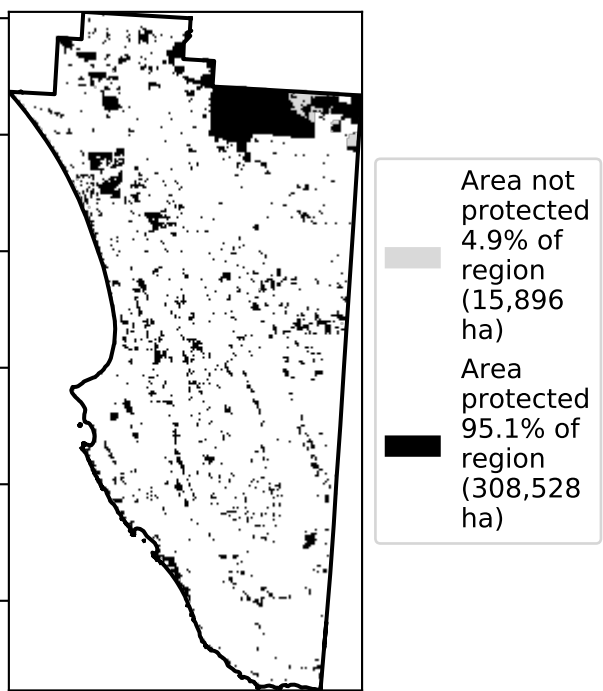 Area not
protected
4.9% of
region
(15,896
ha)
Area
protected
95.1% of
region
(308,528
ha)